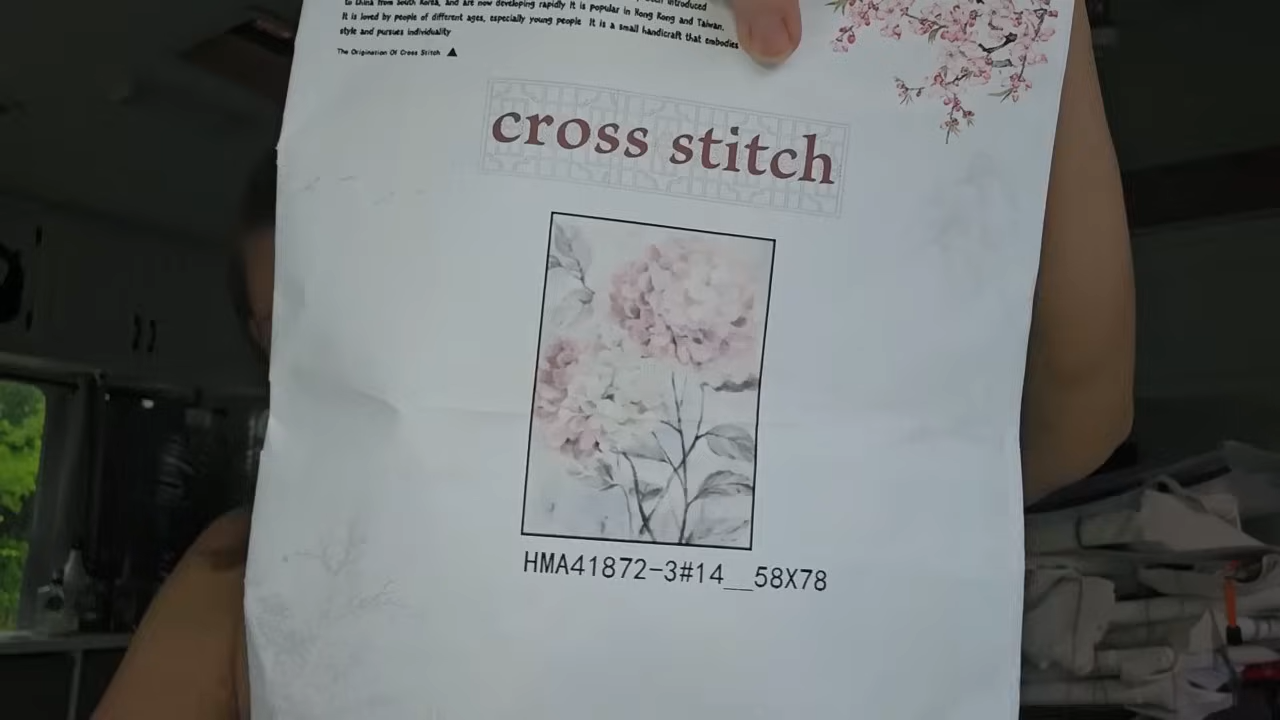 to China from South Korea, and are now developing rapidly It is popular in Hong Kong and Taiwan.
It is loved by people of different ages, especially young people It is a small handicraft that embodies
style and pursues individuality
The Origination Of Cross Stitch ▲
cross stitch
HMA41872-3#14__58X78